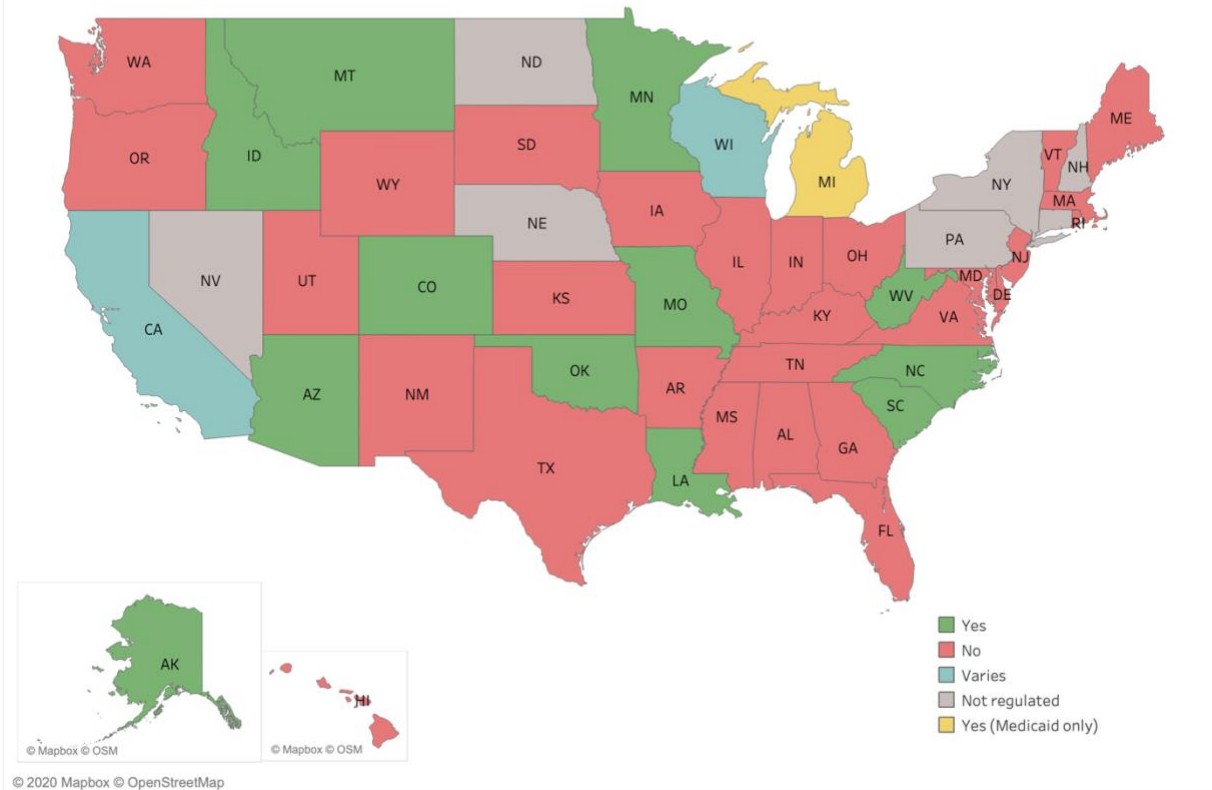 WA
MT
ND
MN
ME
OR
ID
SD
WI
VT
NH
WY
MI
NY
MA
IA
RI
NE
PA
NV
UT
CO
IL
IN
OH
NJ
MD
KS
MO
WV
DE
CA
KY
VA
TN
AZ
NM
OK
AR
NC
SC
MS
AL
GA
TX
LA
FL
AK
HI
Yes
No
Varies
Not regulated
Yes (Medicaid only)
© Mapbox © OSM
© Mapbox © OSM
© 2020 Mapbox © OpenStreetMap